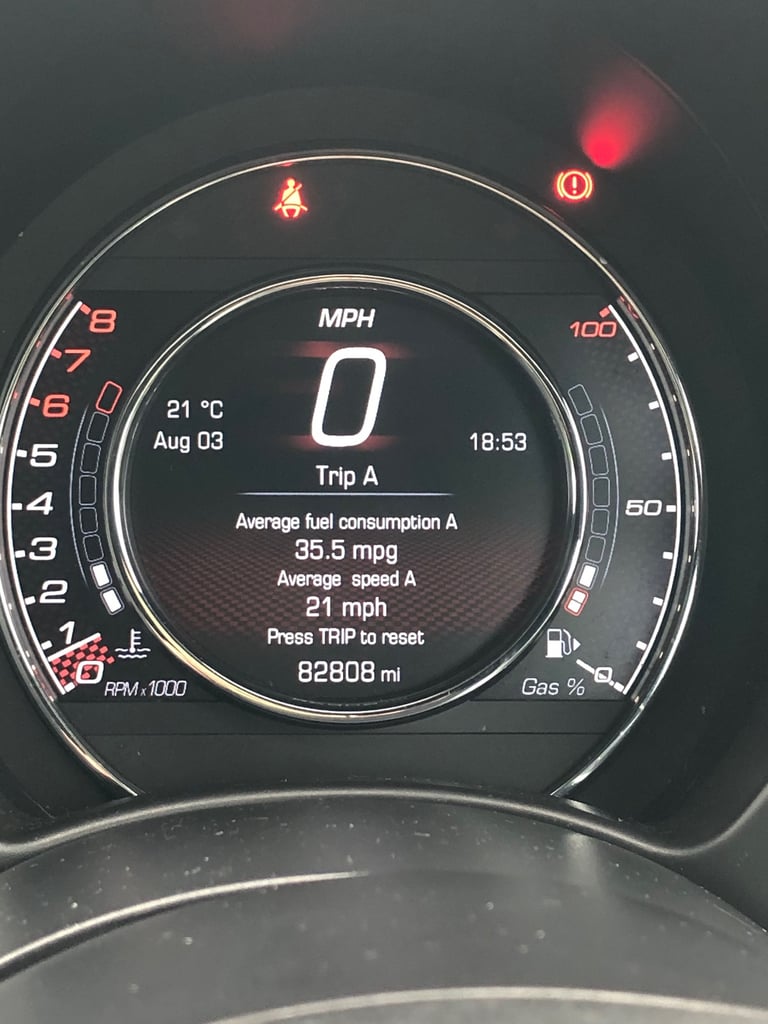 MPH
0
21 °C
Aug 03
18:53
Trip A
Average fuel consumption A
35.5 mpg
Average speed A
21 mph
Press TRIP to reset
82808 mi
8
7
6
5
4
3
2
1
0
RPM x 1000
100
50
0
Gas %